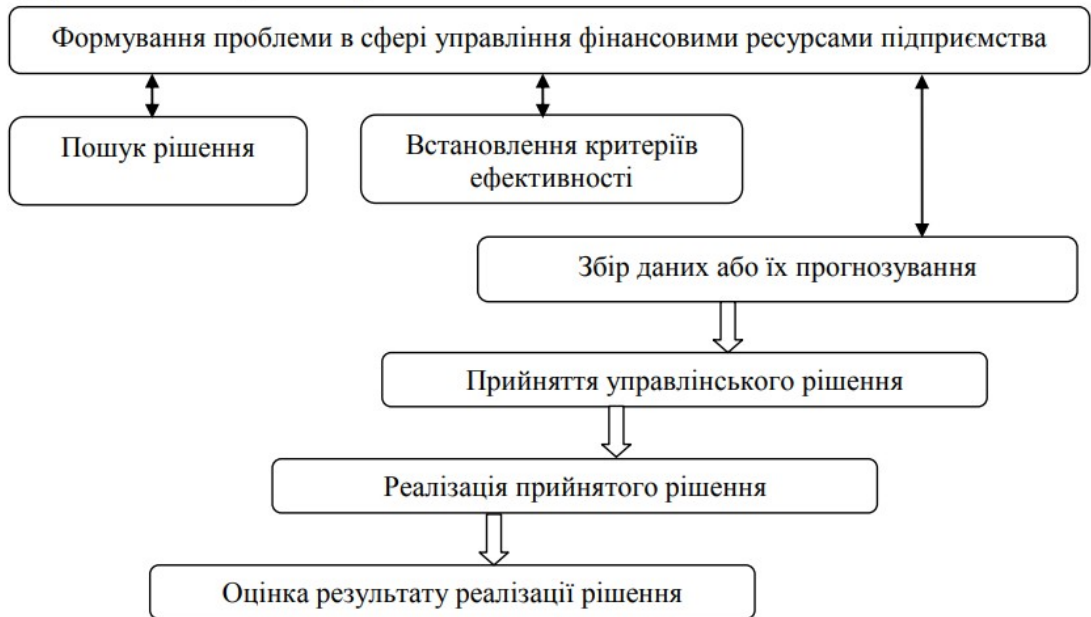 Формування проблеми в сфері управління фінансовими ресурсами підприємства
Пошук рішення
Встановлення критеріїв
ефективності
Збір даних або їх прогнозування
Прийняття управлінського рішення
Реалізація прийнятого рішення
Оцінка результату реалізації рішення